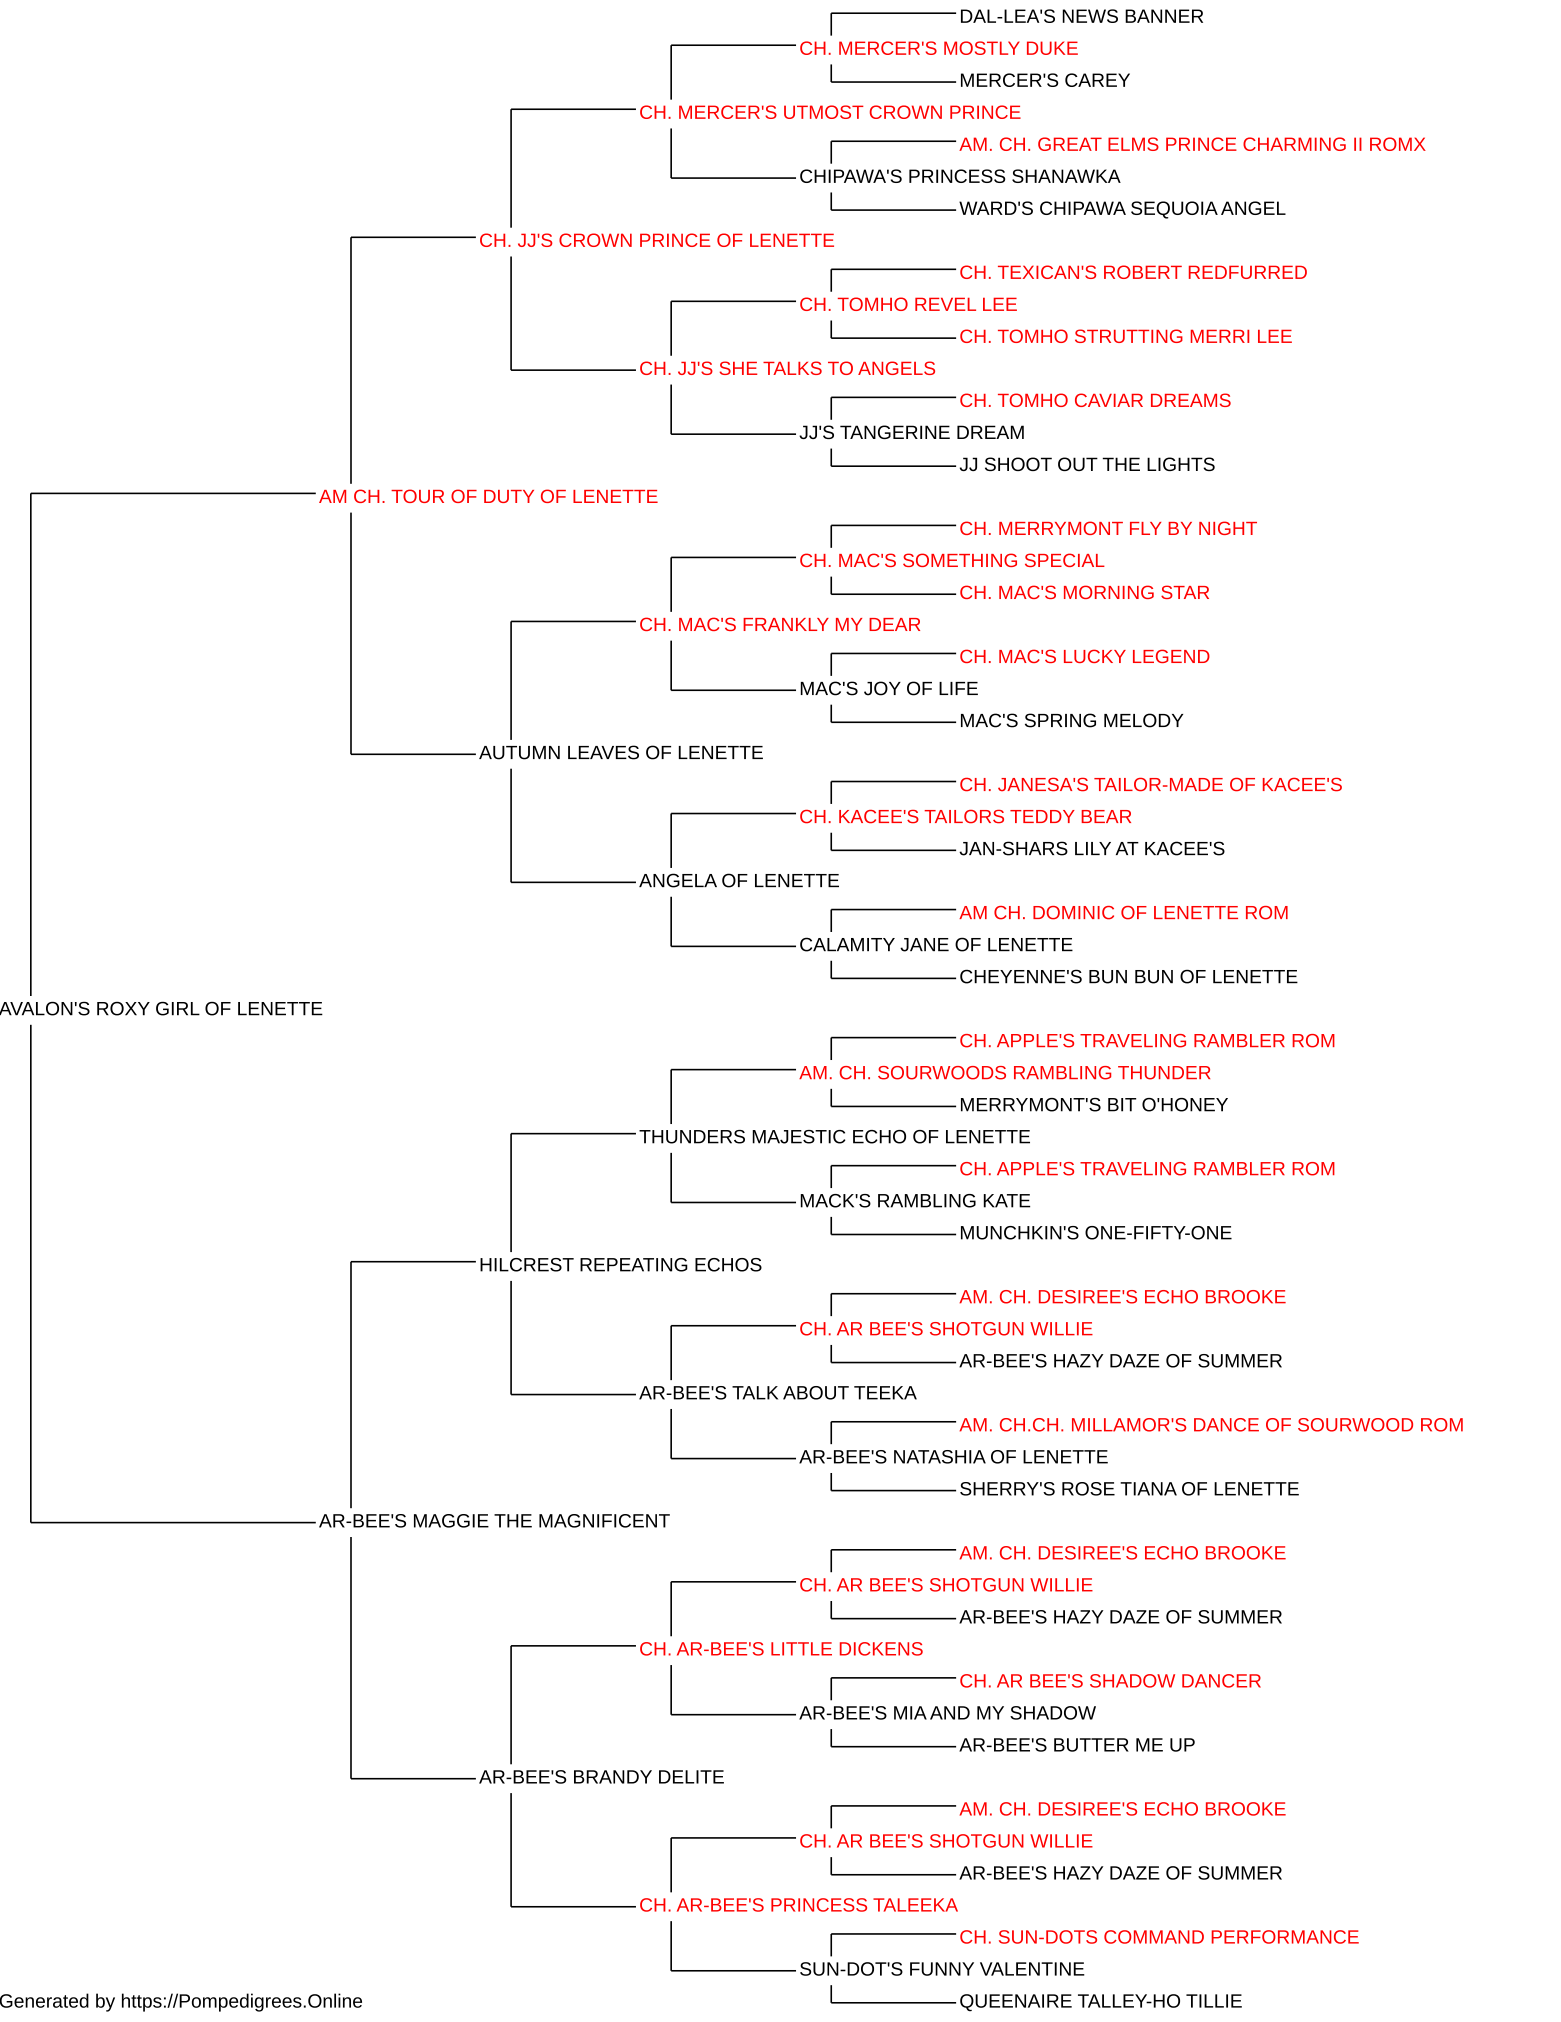 DAL-LEA'S NEWS BANNER
CH. MERCER'S MOSTLY DUKE
MERCER'S CAREY
CH. MERCER'S UTMOST CROWN PRINCE
AM. CH. GREAT ELMS PRINCE CHARMING II ROMX
CHIPAWA'S PRINCESS SHANAWKA
WARD'S CHIPAWA SEQUOIA ANGEL
CH. JJ'S CROWN PRINCE OF LENETTE
CH. TEXICAN'S ROBERT REDFURRED
CH. TOMHO REVEL LEE
CH. TOMHO STRUTTING MERRI LEE
CH. JJ'S SHE TALKS TO ANGELS
CH. TOMHO CAVIAR DREAMS
JJ'S TANGERINE DREAM
JJ SHOOT OUT THE LIGHTS
AM CH. TOUR OF DUTY OF LENETTE
CH. MERRYMONT FLY BY NIGHT
CH. MAC'S SOMETHING SPECIAL
CH. MAC'S MORNING STAR
CH. MAC'S FRANKLY MY DEAR
CH. MAC'S LUCKY LEGEND
MAC'S JOY OF LIFE
MAC'S SPRING MELODY
AUTUMN LEAVES OF LENETTE
CH. JANESA'S TAILOR-MADE OF KACEE'S
CH. KACEE'S TAILORS TEDDY BEAR
JAN-SHARS LILY AT KACEE'S
ANGELA OF LENETTE
AM CH. DOMINIC OF LENETTE ROM
CALAMITY JANE OF LENETTE
CHEYENNE'S BUN BUN OF LENETTE
AVALON'S ROXY GIRL OF LENETTE
CH. APPLE'S TRAVELING RAMBLER ROM
AM. CH. SOURWOODS RAMBLING THUNDER
MERRYMONT'S BIT O'HONEY
THUNDERS MAJESTIC ECHO OF LENETTE
CH. APPLE'S TRAVELING RAMBLER ROM
MACK'S RAMBLING KATE
MUNCHKIN'S ONE-FIFTY-ONE
HILCREST REPEATING ECHOS
AM. CH. DESIREE'S ECHO BROOKE
CH. AR BEE'S SHOTGUN WILLIE
AR-BEE'S HAZY DAZE OF SUMMER
AR-BEE'S TALK ABOUT TEEKA
AM. CH.CH. MILLAMOR'S DANCE OF SOURWOOD ROM
AR-BEE'S NATASHIA OF LENETTE
SHERRY'S ROSE TIANA OF LENETTE
AR-BEE'S MAGGIE THE MAGNIFICENT
AM. CH. DESIREE'S ECHO BROOKE
CH. AR BEE'S SHOTGUN WILLIE
AR-BEE'S HAZY DAZE OF SUMMER
CH. AR-BEE'S LITTLE DICKENS
CH. AR BEE'S SHADOW DANCER
AR-BEE'S MIA AND MY SHADOW
AR-BEE'S BUTTER ME UP
AR-BEE'S BRANDY DELITE
AM. CH. DESIREE'S ECHO BROOKE
CH. AR BEE'S SHOTGUN WILLIE
AR-BEE'S HAZY DAZE OF SUMMER
CH. AR-BEE'S PRINCESS TALEEKA
CH. SUN-DOTS COMMAND PERFORMANCE
SUN-DOT'S FUNNY VALENTINE
QUEENAIRE TALLEY-HO TILLIE
Generated by https://Pompedigrees.Online